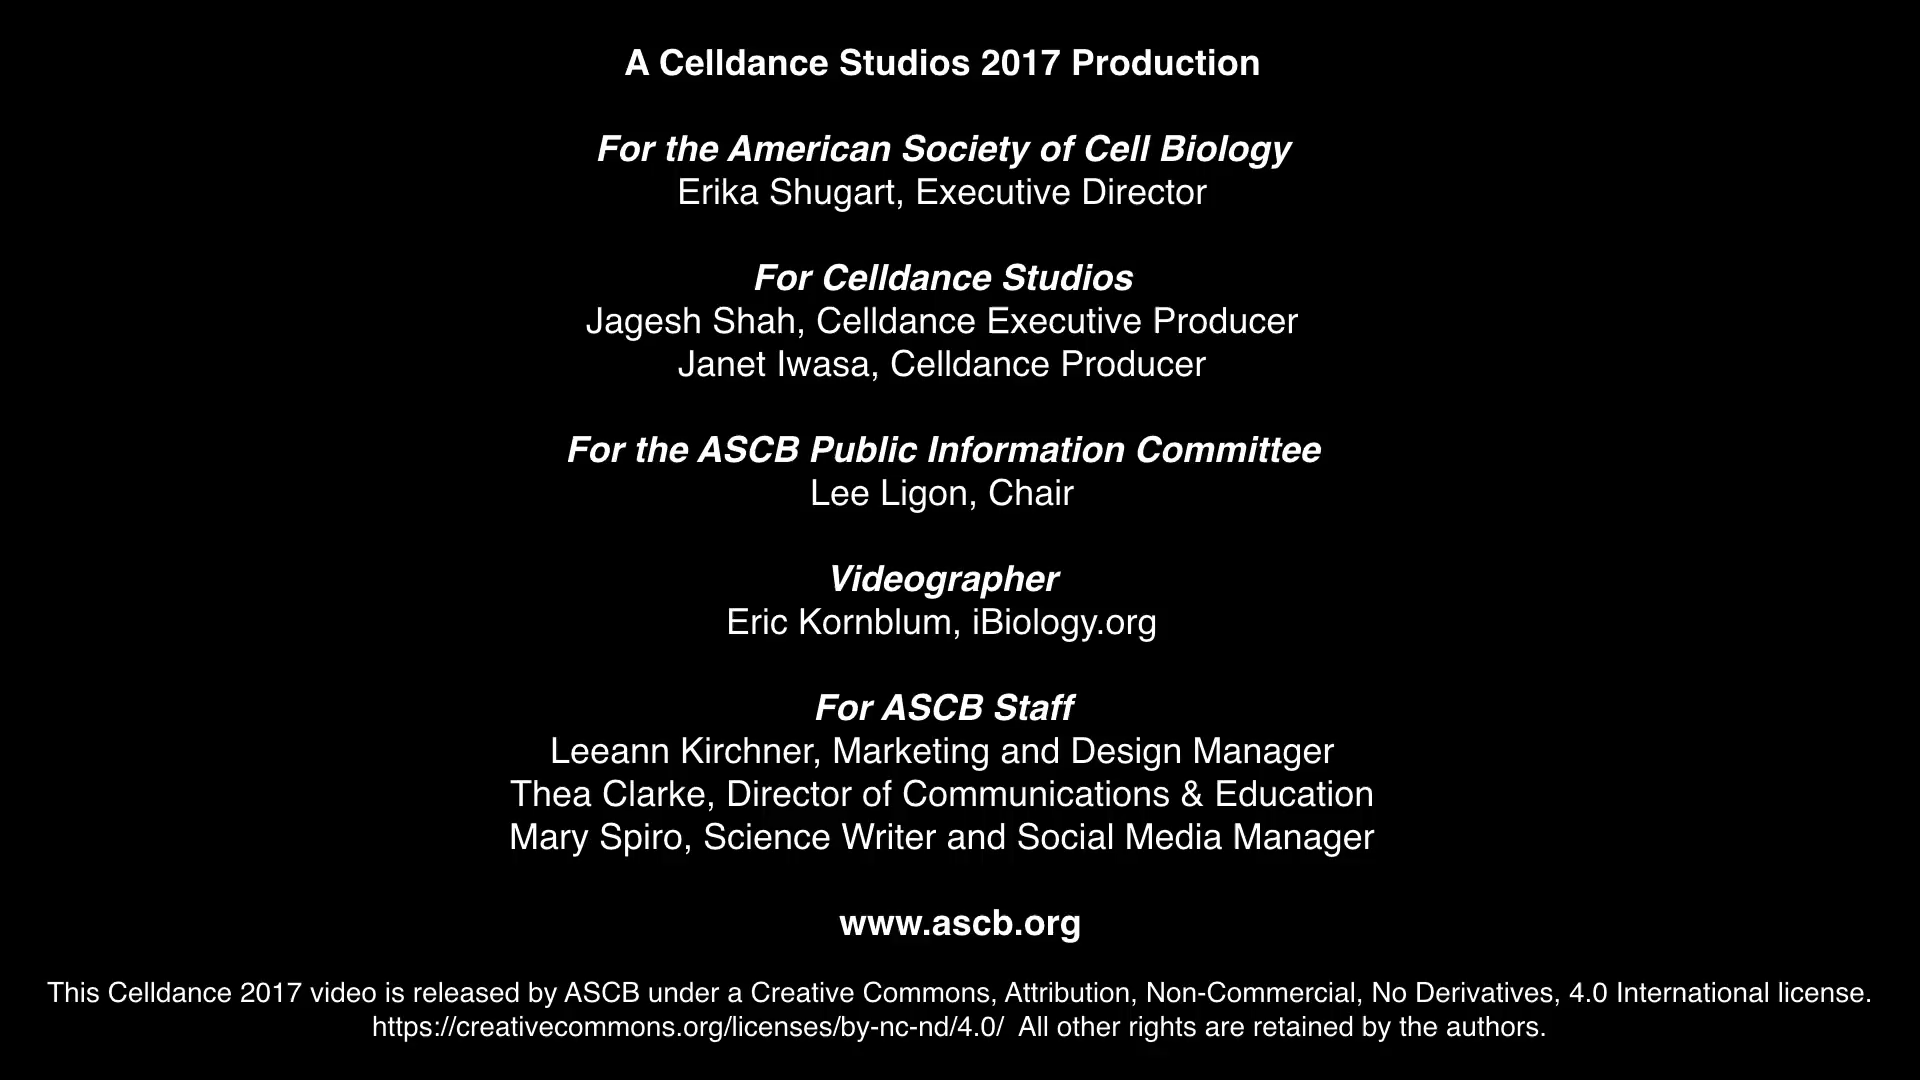 A Celldance Studios 2017 Production
For the American Society of Cell Biology
Erika Shugart, Executive Director
For Celldance Studios
Jagesh Shah, Celldance Executive Producer
Janet Iwasa, Celldance Producer
For the ASCB Public Information Committee
Lee Ligon, Chair
Videographer
Eric Kornblum, iBiology.org
For ASCB Staff
Leeann Kirchner, Marketing and Design Manager
Thea Clarke, Director of Communications & Education
Mary Spiro, Science Writer and Social Media Manager
www.ascb.org
This Celldance 2017 video is released by ASCB under a Creative Commons, Attribution, Non-Commercial, No Derivatives, 4.0 International license.
https://creativecommons.org/licenses/by-nc-nd/4.0/  All other rights are retained by the authors.